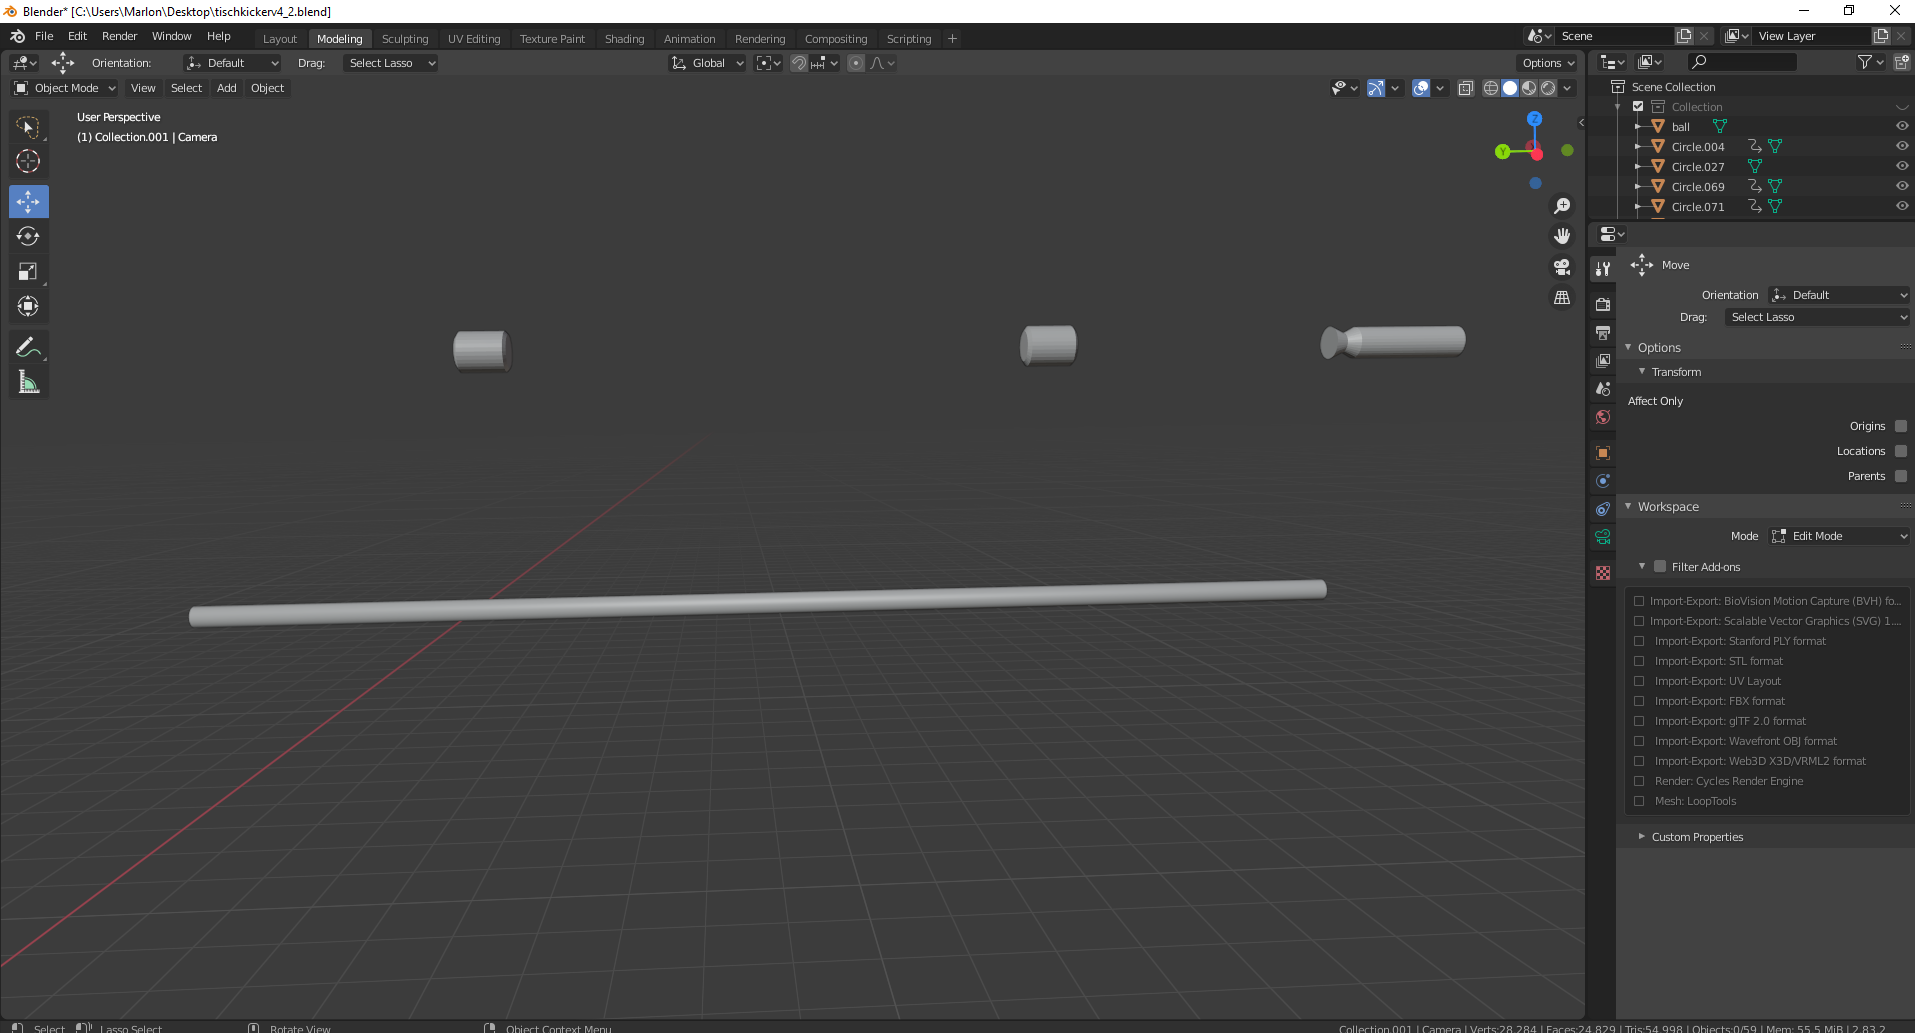 Blender* [C:\Users\Marlon\Desktop\tischkickerv4_2.blend]
File Edit Render Window Help Layout Modeling Sculpting UV Editing Texture Paint Shading Animation Rendering Compositing Scripting + Scene View Layer
Orientation: Default Drag: Select Lasso Global Options
Object Mode View Select Add Object
User Perspective
(1) Collection.001 | Camera
Z
Y
Scene Collection
Collection
ball
Circle.004
Circle.027
Circle.069
Circle.071
Move
Orientation Default
Drag: Select Lasso
Options
Transform
Affect Only
Origins
Locations
Parents
Workspace
Mode Edit Mode
Filter Add-ons
Import-Export: BioVision Motion Capture (BVH) fo...
Import-Export: Scalable Vector Graphics (SVG) 1....
Import-Export: Stanford PLY format
Import-Export: STL format
Import-Export: UV Layout
Import-Export: FBX format
Import-Export: glTF 2.0 format
Import-Export: Wavefront OBJ format
Import-Export: Web3D X3D/VRML2 format
Render: Cycles Render Engine
Mesh: LoopTools
Custom Properties
Select Lasso Select Rotate View Object Context Menu Collection.001 | Camera | Verts:28,284 | Faces:24,829 | Tris:54,998 | Objects:0/59 | Mem: 55.5 MiB | 2.83.2